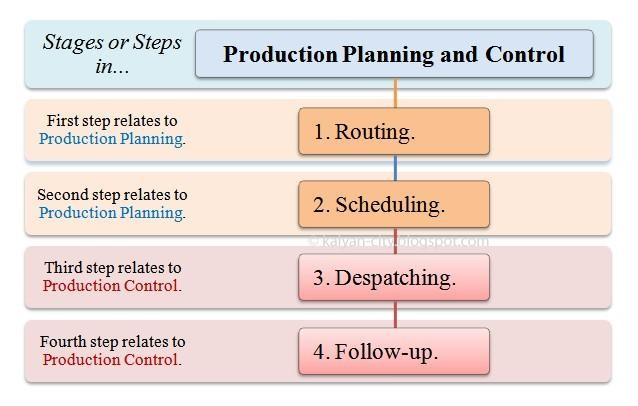 Stages or Steps
in...
Production Planning and Control
First step relates to
Production Planning.
1. Routing.
Second step relates to
Production Planning.
2. Scheduling.
© kalyan-city.blogspot.com
Third step relates to
Production Control.
3. Despatching.
Fourth step relates to
Production Control.
4. Follow-up.